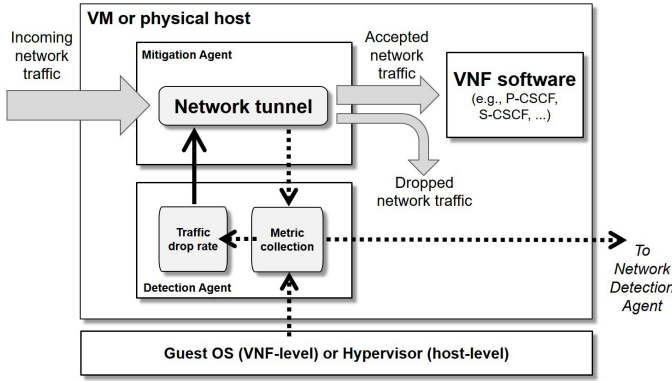 VM or physical host
Incoming
network
traffic
Mitigation Agent
Network tunnel
Accepted
network
traffic
VNF software
(e.g., P-CSCF,
S-CSCF, ...)
Dropped
network traffic
Traffic
drop rate
Metric
collection
Detection Agent
To
Network
Detection
Agent
Guest OS (VNF-level) or Hypervisor (host-level)